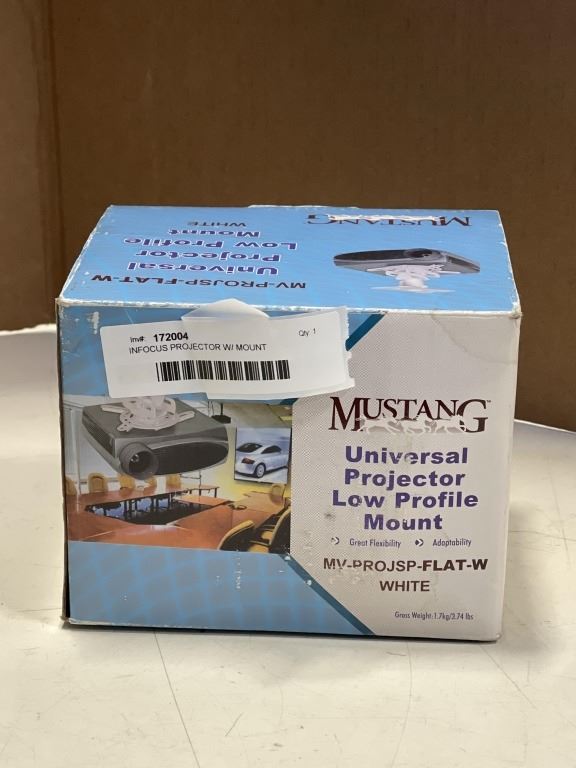 MUSTANG
Universal
Projector
Low Profile
Mount
WHITE
MV-PROJSP-FLAT-W
Inv#: 172004
Qty: 1
INFOCUS PROJECTOR W/ MOUNT
MUSTANG™
Universal
Projector
Low Profile
Mount
Great Flexibility Adaptability
MV-PROJSP-FLAT-W
WHITE
Gross Weight: 1.7kg/3.74 lbs